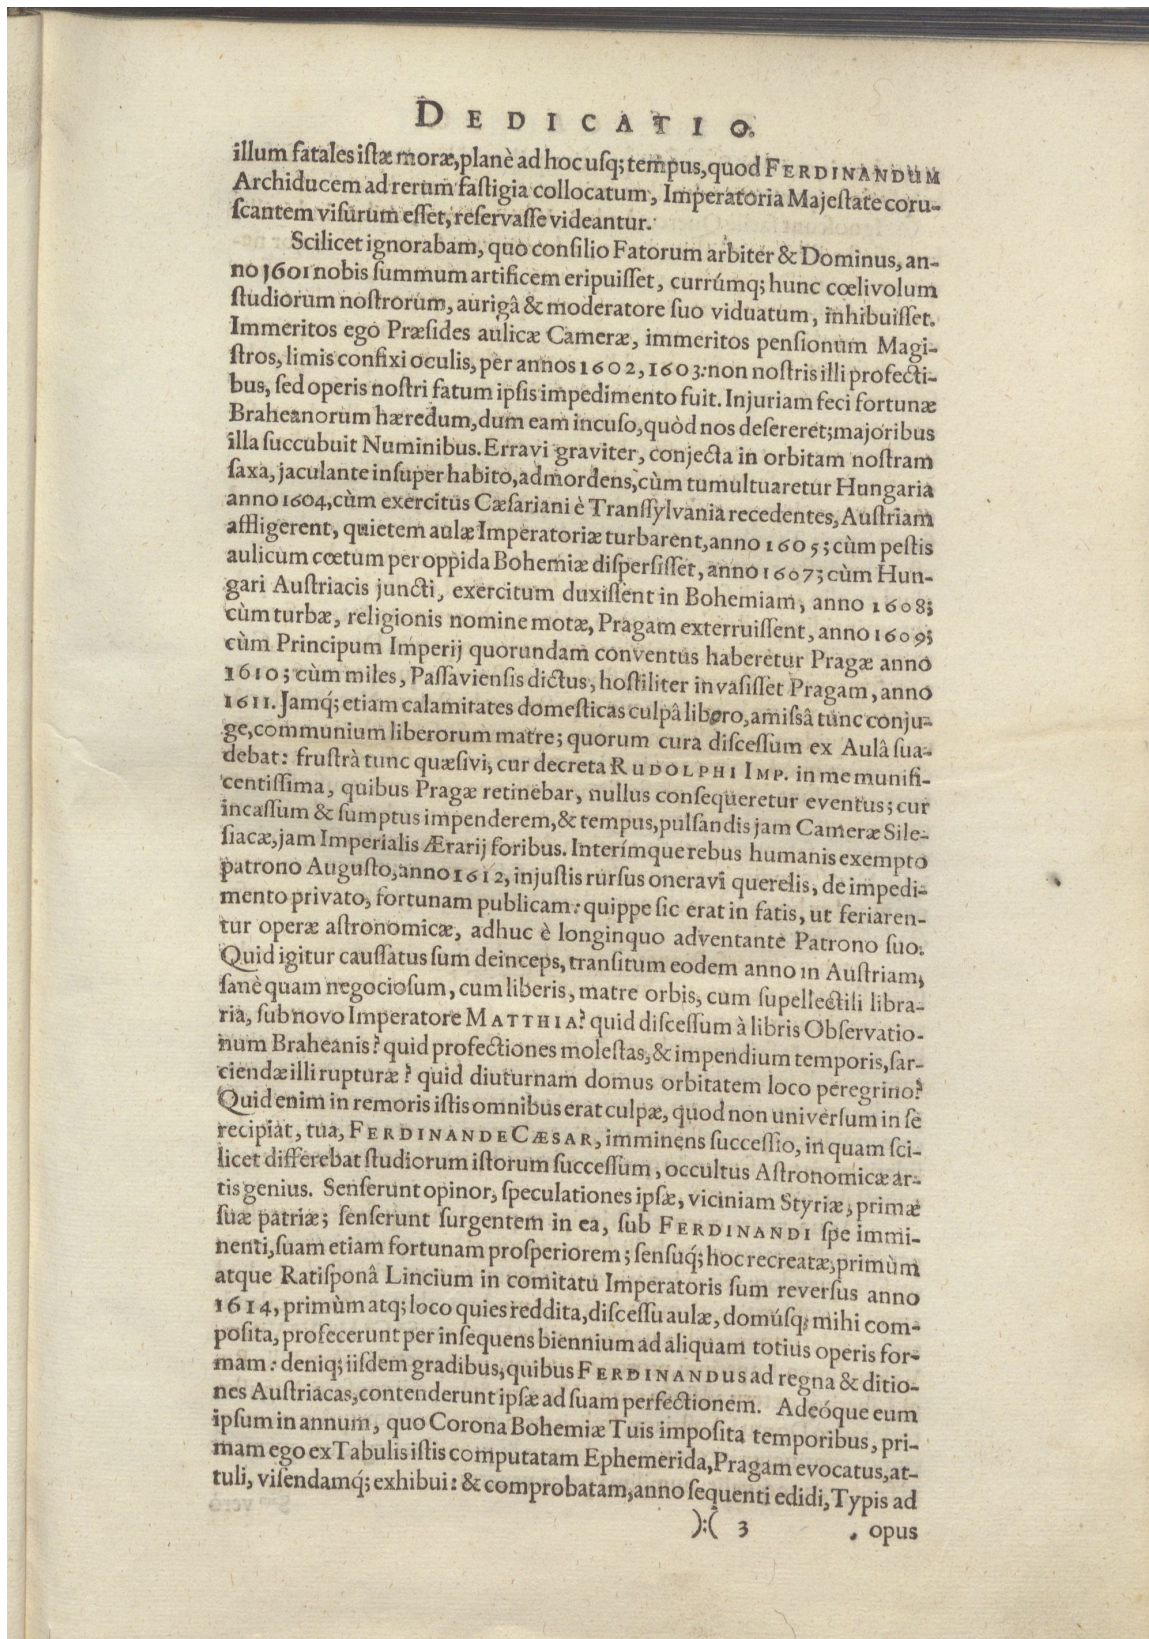 DEDICATIO.
illum fatales istæ moræ, planè ad hoc usq; tempus, quod FERDINANDUM
Archiducem ad rerum fastigia collocatum, Imperatoria Majestate coru-
scantem visurum esset, reservasse videantur.
Scilicet ignorabam, quo consilio Fatorum arbiter & Dominus, an-
no 1601 nobis summum artificem eripuisset, currúmq; hunc cœlivolum
studiorum nostrorum, aurigâ & moderatore suo viduatum, inhibuisset.
Immeritos ego Præsides aulicæ Cameræ, immeritos pensionum Magi-
stros, limis confixi oculis, per annos 1602, 1603: non nostris illi profecti-
bus, sed operis nostri fatum ipsis impedimento fuit. Injuriam feci fortunæ
Braheanorum hæredum, dum eam incuso, quòd nos desereret; majoribus
illa succubuit Numinibus. Erravi graviter, conjecta in orbitam nostram
saxa, jaculante insuper habito, admordens, cùm tumultuaretur Hungaria
anno 1604, cùm exercitus Cæsariani è Transsylvania recedentes, Austriam
affligerent, quietem aulæ Imperatoriæ turbarent, anno 1605; cùm pestis
aulicum cœtum per oppida Bohemiæ dispersisset, anno 1607; cùm Hun-
gari Austriacis juncti, exercitum duxissent in Bohemiam, anno 1608;
cùm turbæ, religionis nomine motæ, Pragam exterruissent, anno 1609;
cùm Principum Imperij quorundam conventus haberetur Pragæ anno
1610; cùm miles, Passaviensis dictus, hostiliter invasisset Pragam, anno
1611. Jamq́; etiam calamitates domesticas culpâ libero, amissâ tunc conju-
ge, communium liberorum matre; quorum cura discessum ex Aulâ sua-
debat: frustrà tunc quæsivi, cur decreta RUDOLPHI IMP. in me munifi-
centissima, quibus Pragæ retinebar, nullus consequeretur eventus; cur
incassum & sumptus impenderem, & tempus, pulsandis jam Cameræ Sile-
siacæ, jam Imperialis Ærarij foribus. Interímque rebus humanis exempto
patrono Augusto, anno 1612, injustis rursus oneravi querelis, de impedi-
mento privato, fortunam publicam: quippe sic erat in fatis, ut feriaren-
tur operæ astronomicæ, adhuc è longinquo adventante Patrono suo.
Quid igitur caussatus sum deinceps, transitum eodem anno in Austriam,
sanè quam negociosum, cum liberis, matre orbis, cum supellectili libra-
ria, sub novo Imperatore MATTHIA? quid discessum à libris Observatio-
num Braheanis? quid profectiones molestas, & impendium temporis, sar-
ciendæ illi rupturæ? quid diuturnam domus orbitatem loco peregrino?
Quid enim in remoris istis omnibus erat culpæ, quod non universum in se
recipiat, tua, FERDINANDE CÆSAR, imminens successio, in quam sci-
licet differebat studiorum istorum successum, occultus Astronomicæ ar-
tis genius. Senserunt opinor, speculationes ipsæ, viciniam Styriæ, primæ
suæ patriæ; senserunt surgentem in ea, sub FERDINANDI spe immi-
nenti, suam etiam fortunam prosperiorem; sensuq́; hoc recreatæ, primùm
atque Ratisponâ Lincium in comitatu Imperatoris sum reversus anno
1614, primùm atq; loco quies reddita, discessu aulæ, domúsq; mihi com-
posita, profecerunt per insequens biennium ad aliquam totius operis for-
mam: deniq; iisdem gradibus, quibus FERDINANDUS ad regna & ditio-
nes Austriacas, contenderunt ipsæ ad suam perfectionem. Adeóque eum
ipsum in annum, quo Corona Bohemiæ Tuis imposita temporibus, pri-
mam ego ex Tabulis istis computatam Ephemerida, Pragam evocatus, at-
tuli, visendamq́; exhibui: & comprobatam, anno sequenti edidi, Typis ad
):( 3 opus